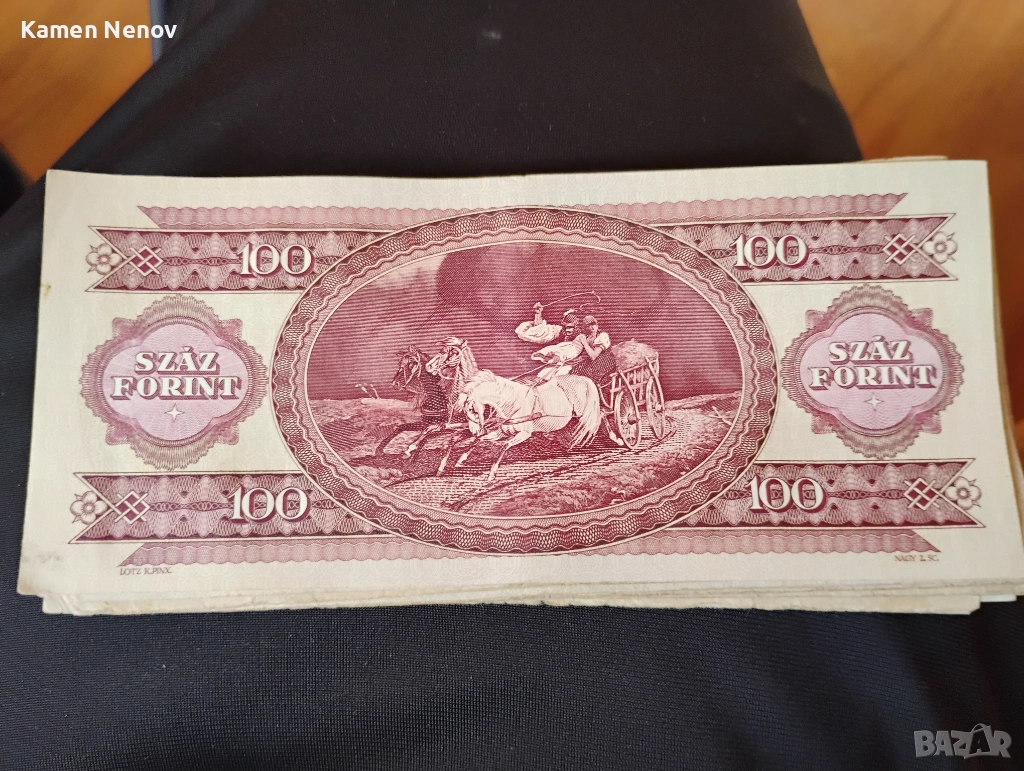 Kamen Nenov
100
100
SZÁZ
FORINT
SZÁZ
FORINT
100
100
LOTZ K. PINX.
NAGY Z. SC.
BAZAR